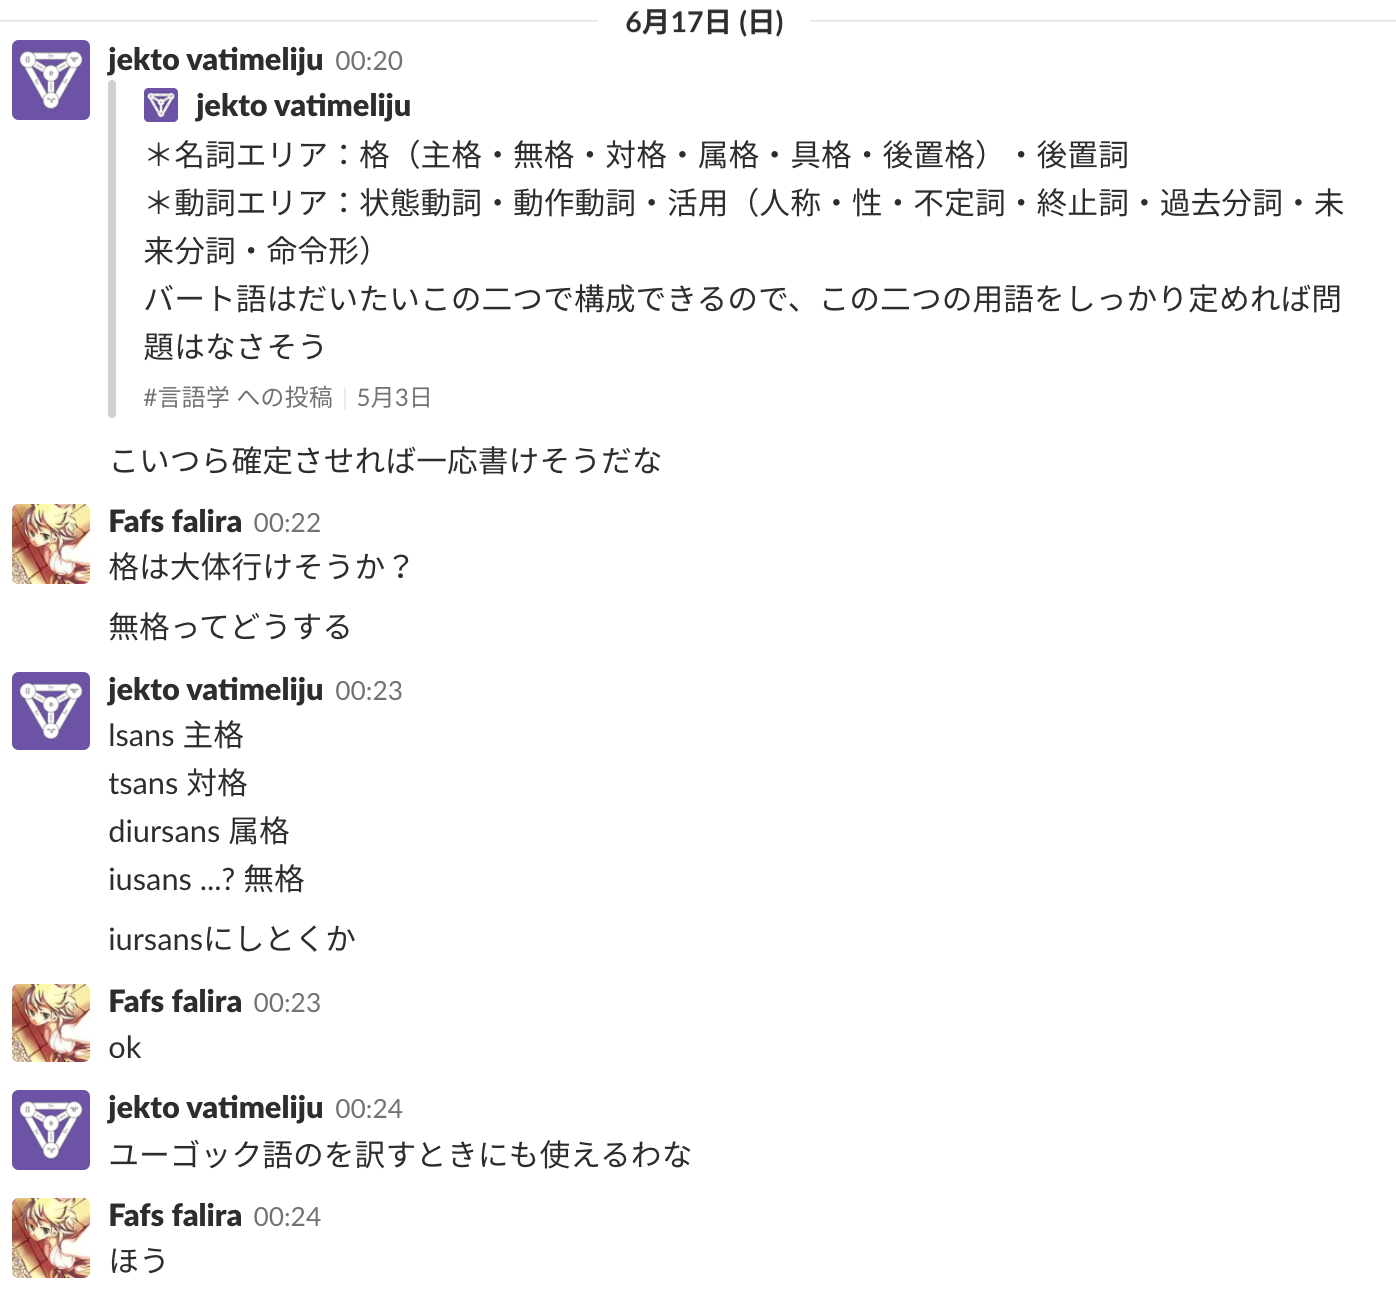 6月17日 (日)
jekto vatimeliju 00:20
jekto vatimeliju
＊名詞エリア：格（主格・無格・対格・属格・具格・後置格）・後置詞
＊動詞エリア：状態動詞・動作動詞・活用（人称・性・不定詞・終止詞・過去分詞・未
来分詞・命令形）
バート語はだいたいこの二つで構成できるので、この二つの用語をしっかり定めれば問
題はなさそう
#言語学 への投稿 | 5月3日
こいつら確定させれば一応書けそうだな
Fafs falira 00:22
格は大体行けそうか？
無格ってどうする
jekto vatimeliju 00:23
lsans 主格
tsans 対格
diursans 属格
iusans ...? 無格
iursansにしとくか
Fafs falira 00:23
ok
jekto vatimeliju 00:24
ユーゴック語のを訳すときにも使えるわな
Fafs falira 00:24
ほう